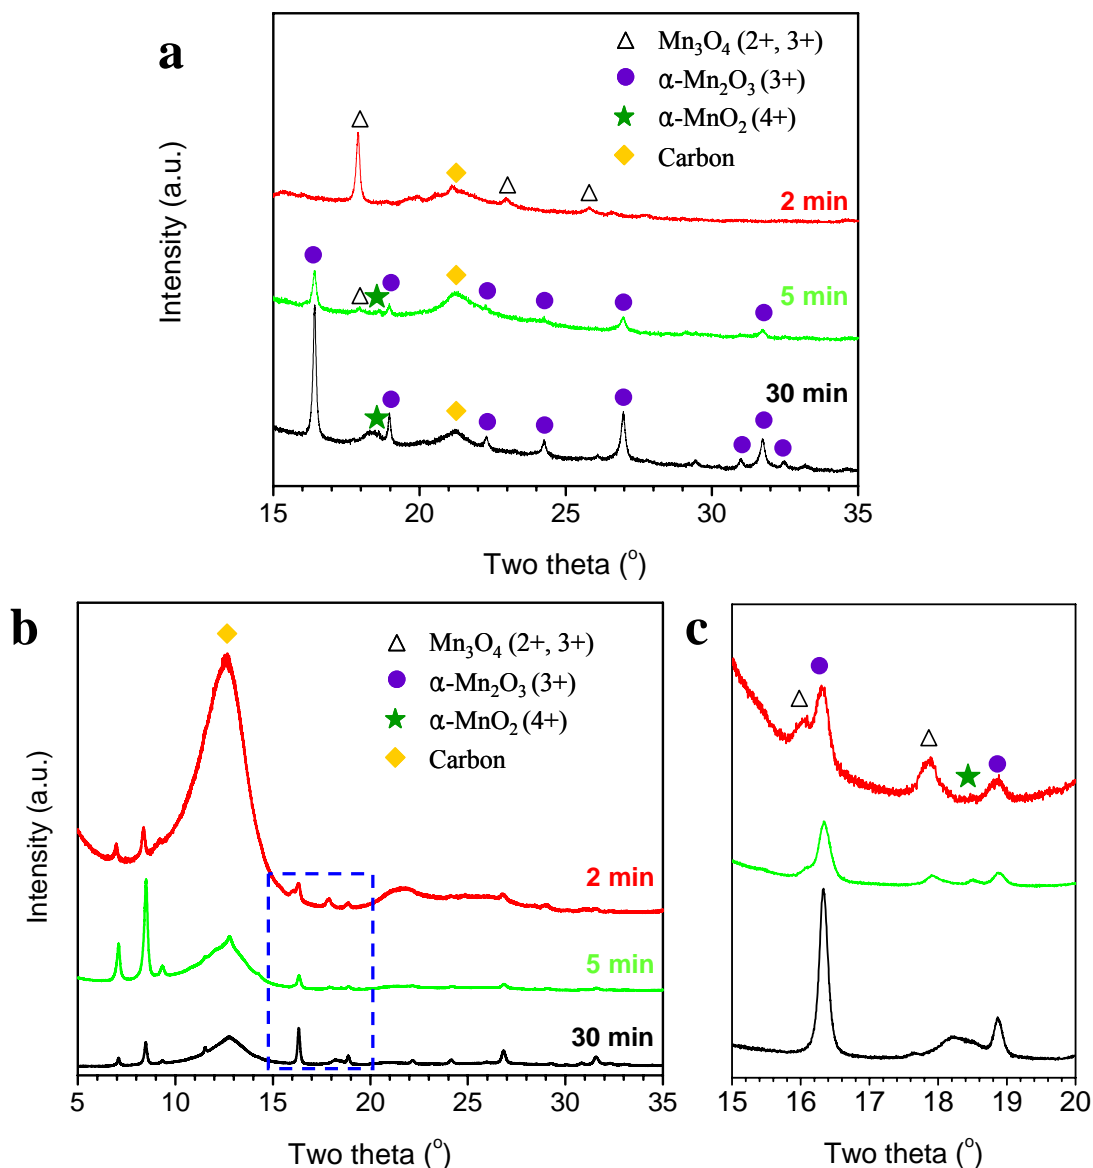 a
Mn₃O₄ (2+, 3+)
α-Mn₂O₃ (3+)
α-MnO₂ (4+)
Carbon
2 min
5 min
30 min
Intensity (a.u.)
15 20 25 30 35
Two theta (°)
b
Mn₃O₄ (2+, 3+)
α-Mn₂O₃ (3+)
α-MnO₂ (4+)
Carbon
2 min
5 min
30 min
Intensity (a.u.)
5 10 15 20 25 30 35
Two theta (°)
c
15 16 17 18 19 20
Two theta (°)